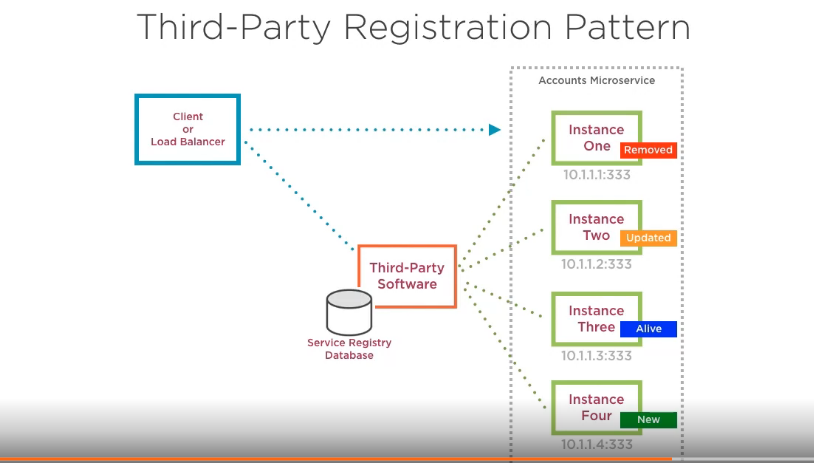 Third-Party Registration Pattern
Accounts Microservice
Client
or
Load Balancer
Instance
One
Removed
10.1.1.1:333
Instance
Two
Updated
10.1.1.2:333
Third-Party
Software
Service Registry
Database
Instance
Three
Alive
10.1.1.3:333
Instance
Four
New
10.1.1.4:333